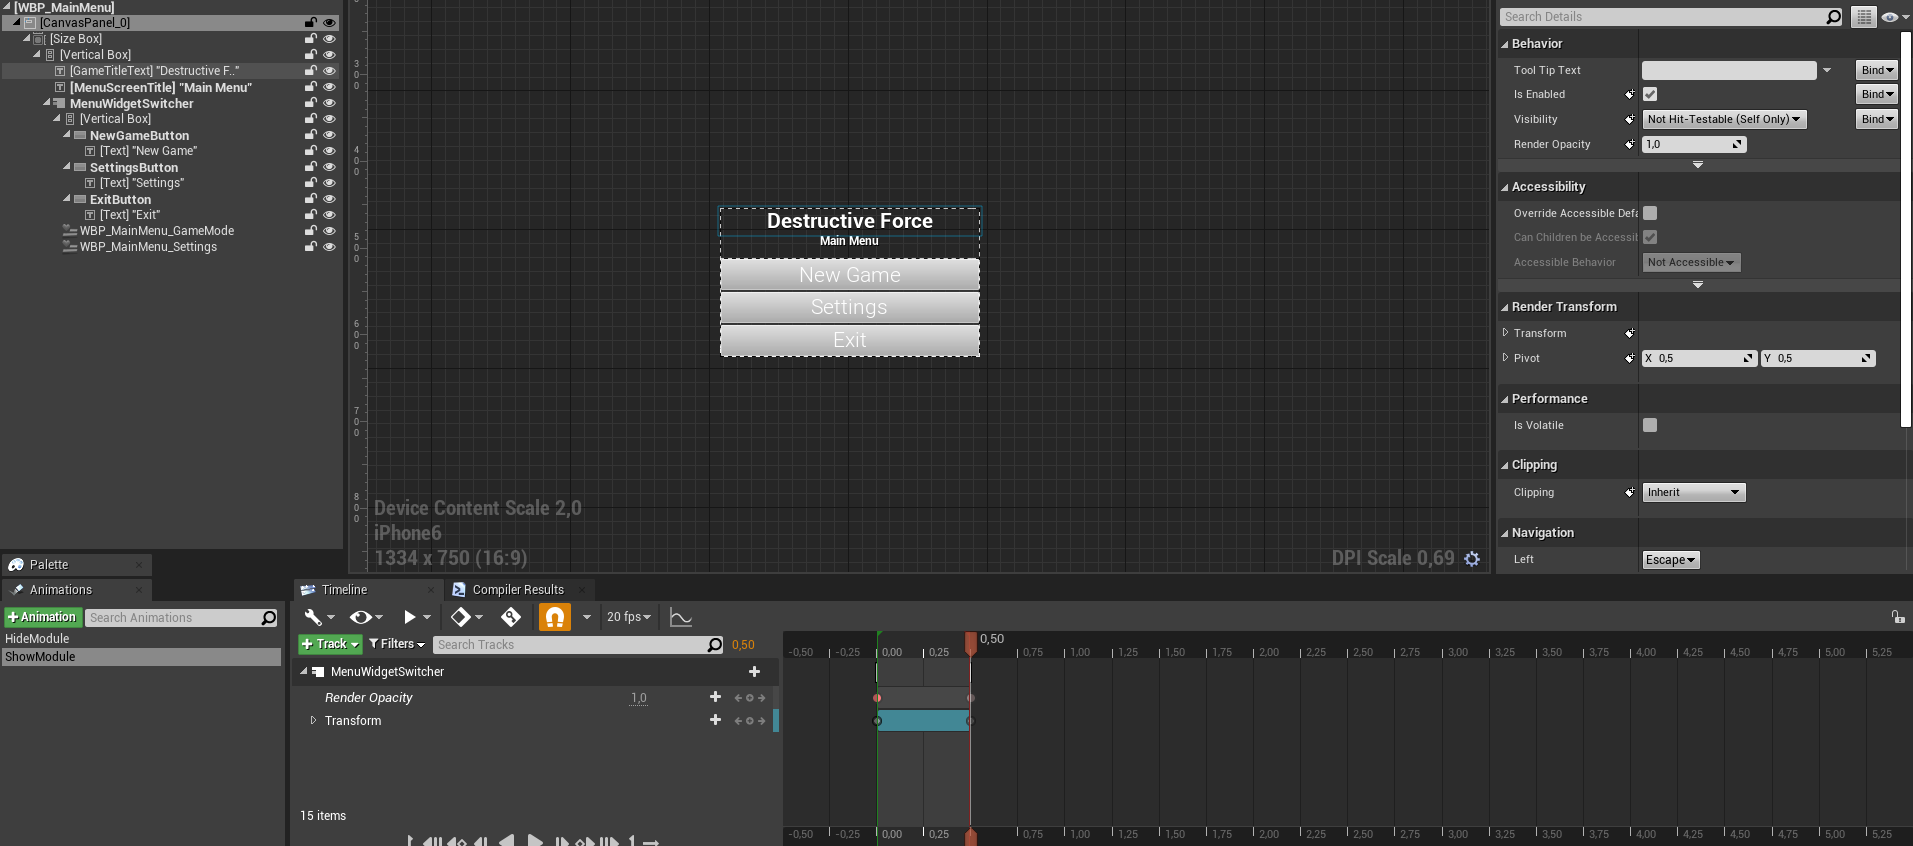 [WBP_MainMenu]
[CanvasPanel_0]
[Size Box]
[Vertical Box]
[GameTitleText] "Destructive F.."
[MenuScreenTitle] "Main Menu"
MenuWidgetSwitcher
[Vertical Box]
NewGameButton
[Text] "New Game"
SettingsButton
[Text] "Settings"
ExitButton
[Text] "Exit"
WBP_MainMenu_GameMode
WBP_MainMenu_Settings
Palette
Animations
+Animation
Search Animations
HideModule
ShowModule
300
400
500
600
700
800
Destructive Force
Main Menu
New Game
Settings
Exit
Device Content Scale 2,0
iPhone6
1334 x 750 (16:9)
DPI Scale 0,69
Search Details
Behavior
Tool Tip Text
Bind
Is Enabled
Bind
Visibility
Not Hit-Testable (Self Only)
Bind
Render Opacity
1,0
Accessibility
Override Accessible Defa
Can Children be Accessib
Accessible Behavior
Not Accessible
Render Transform
Transform
Pivot
X 0,5
Y 0,5
Performance
Is Volatile
Clipping
Clipping
Inherit
Navigation
Left
Escape
Timeline
Compiler Results
20 fps
+ Track
Filters
Search Tracks
0,50
MenuWidgetSwitcher
Render Opacity
1,0
Transform
15 items
0,50
-0,50 -0,25 0,00 0,25 0,75 1,00 1,25 1,50 1,75 2,00 2,25 2,50 2,75 3,00 3,25 3,50 3,75 4,00 4,25 4,50 4,75 5,00 5,25
-0,50 -0,25 0,00 0,25 0,75 1,00 1,25 1,50 1,75 2,00 2,25 2,50 2,75 3,00 3,25 3,50 3,75 4,00 4,25 4,50 4,75 5,00 5,25